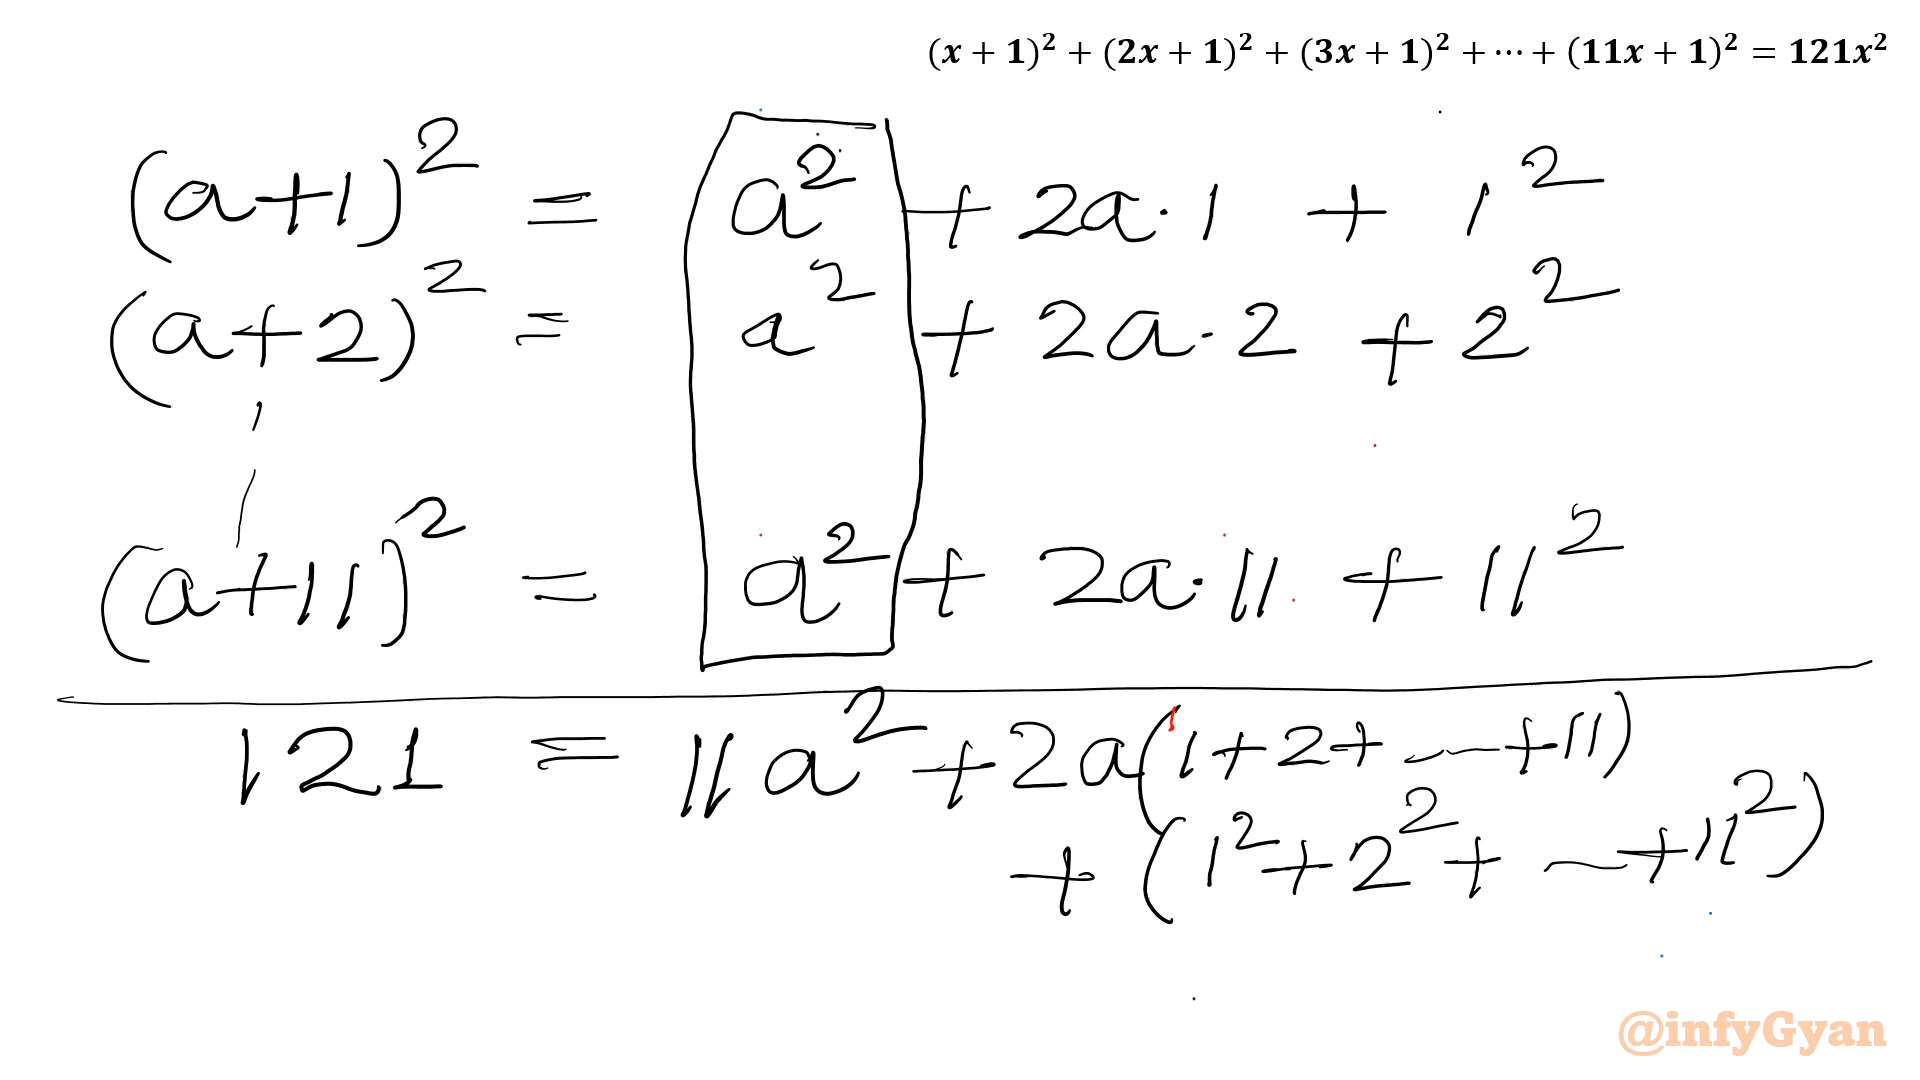 (x + 1)² + (2x + 1)² + (3x + 1)² + ⋯ + (11x + 1)² = 121x²
(a+1)² = a² + 2a·1 + 1²
(a+2)² = a² + 2a·2 + 2²
(a+11)² = a² + 2a·11 + 11²
121 = 11a² + 2a(1+2+ --- +11)
+ (1²+2²+ --- +11²)
@infyGyan